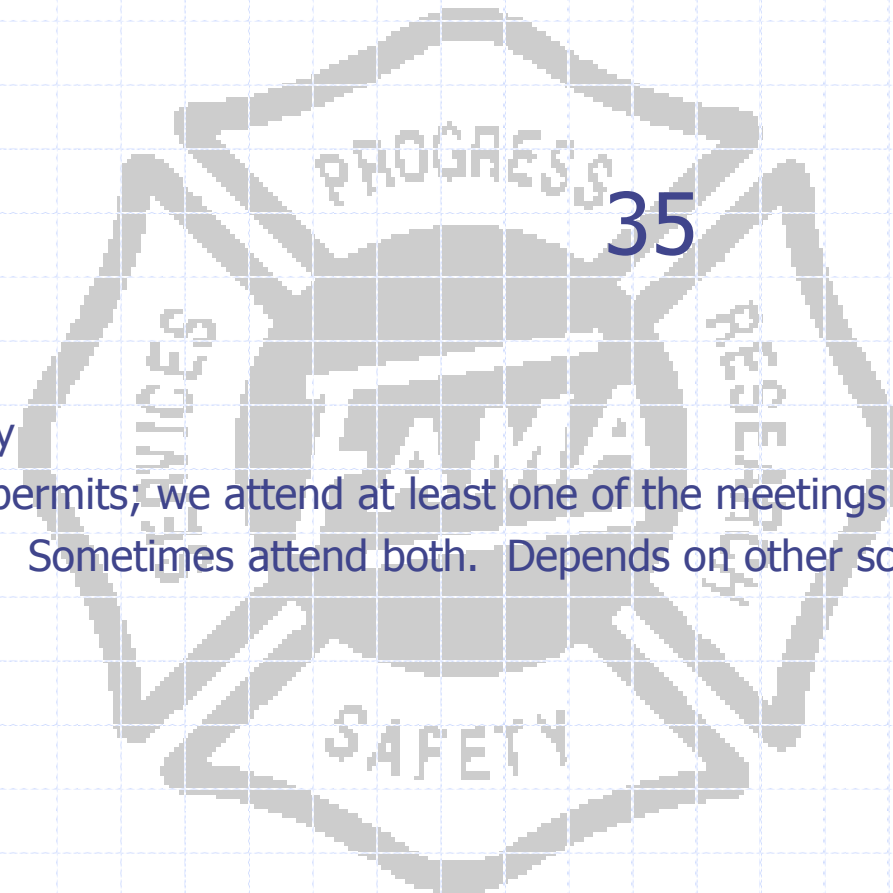 PROGRESS
35
SERVICES
RESEARCH
FAMA
y
permits; we attend at least one of the meetings
Sometimes attend both.  Depends on other sc
SAFETY